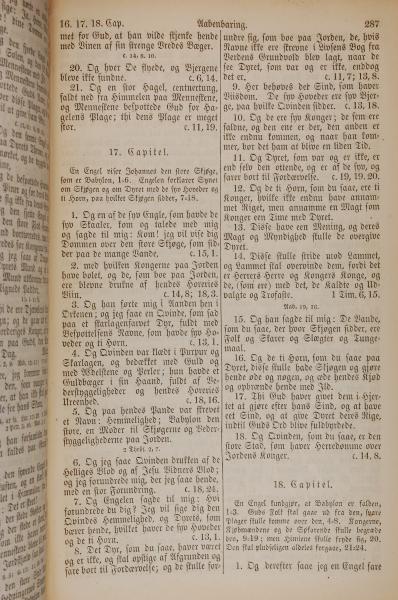 16. 17. 18. Cap.
Aabenbaring.
287
met for Gud, at han vilde skjenke hende
med Vinen af sin strenge Vredes Bæger.
c. 14, 8. 10.
20. Og hver Øe flyede, og Bjergene
bleve ikke fundne. c. 6, 14.
21. Og en stor Hagel, centnertung,
faldt ned fra Himmelen paa Menneskene,
og Menneskene bespottede Gud for Ha-
gelens Plage; thi dens Plage er meget
stor. c. 11, 19.
17. Capitel.
En Engel viser Johannes den store Skjøge,
som er Babylon, 1-6. Engelen forklarer Synet
om Skjøgen og om Dyret med de syv Hoveder og
ti Horn, paa hvilket Skjøgen sidder, 7-18.
1. Og en af de syv Engle, som havde de
syv Skaaler, kom og talede med mig
og sagde til mig: Kom! jeg vil vise dig
Dommen over den store Skjøge, som sid-
der paa de mange Vande, c. 15, 1.
2. med hvilken Kongerne paa Jorden
have bolet, og de, som boe paa Jorden,
ere blevne drukne af hendes Horeries
Viin. c. 14, 8; 18, 3.
3. Og han førte mig i Aanden hen i
Ørkenen; og jeg saae en Qvinde, som sad
paa et skarlagenfarvet Dyr, fuldt med
Bespottelsens Navne, som havde syv Ho-
veder og ti Horn. c. 13, 1.
4. Og Qvinden var klædt i Purpur og
Skarlagen, og bedækket med Guld og
med Ædelstene og Perler; hun havde et
Guldbæger i sin Haand, fuldt af Ve-
derstyggeligheder og hendes Horeries
Ureenhed. c. 18, 16.
5. Og paa hendes Pande var skrevet
et Navn: Hemmelighed; Babylon den
store, er Moder til Skjøgerne og Veder-
styggelighederne paa Jorden.
2 Thess. 2, 7.
6. Og jeg saae Qvinden drukken af de
Helliges Blod og af Jesu Vidners Blod;
og jeg forundrede mig, der jeg saae hende,
med en stor Forundring. c. 18, 24.
7. Og Engelen sagde til mig: Hvi
forundrede du dig? Jeg vil sige dig den
Qvindes Hemmelighed, og Dyrets, som
bærer hende, hvilket haver de syv Hoveder
og de ti Horn. c. 13, 1.
8. Det Dyr, som du saae, haver været
og er ikke, og skal opstige af Afgrunden og
fare bort til Fordærvelse; og de skulle for-
undre sig, som boe paa Jorden, de, hvis
Navne ikke ere skrevne i Livsens Bog fra
Verdens Grundvold blev lagt, naar de
see Dyret, som var og er ikke, enddog
det er. c. 11, 7; 13, 8.
9. Her behøves det Sind, som haver
Viisdom. De syv Hoveder ere syv Bjer-
ge, paa hvilke Qvinden sidder. c. 13, 18.
10. Og de ere syv Konger; de fem ere
faldne, og den ene er der, den anden er
ikke endnu kommen, og naar han kom-
mer, bør det ham at blive en liden Tid.
11. Og Dyret, som var og er ikke, er
end selv den ottende, og er af de syv, og
farer bort til Fordærvelse. c. 19, 19. 20.
12. Og de ti Horn, som du saae, ere ti
Konger, hvilke ikke endnu have annam-
met Riget, men annamme en Magt som
Konger een Time med Dyret.
13. Disse have een Mening, og deres
Magt og Myndighed skulle de overgive
Dyret.
14. Disse skulle stride mod Lammet,
og Lammet skal overvinde dem, fordi det
er Herrers Herre og Kongers Konge, og
de, (som ere) med det, de Kaldte og Ud-
valgte og Trofaste. 1 Tim. 6, 15.
Aab. 19, 16.
15. Og han sagde til mig: De Vande,
som du saae, der hvor Skjøgen sidder, ere
Folk og Skarer og Slægter og Tunge-
maal.
16. Og de ti Horn, som du saae paa
Dyret, disse skulle hade Skjøgen og gjøre
hende øde og nøgen, og æde hendes Kjød
og opbrænde hende med Ild.
17. Thi Gud haver givet dem i Hjer-
tet at gjøre efter hans Sind, og at have
eet Sind, og at give Dyret deres Rige,
indtil Guds Ord blive fuldbyrdede.
18. Og Qvinden, som du saae, er den
store Stad, som haver Herredømme over
Jordens Konger. c. 14, 8.
18. Capitel.
En Engel kundgjør, at Babylon er falden,
1-3. Guds Folk skal gaae ud fra den, svare
Plager skulle komme over den, 4-8. Kongerne,
Kjøbmændene og de Søfarende skulle begræde
den, 9-19; men Himlene skulle fryde sig, 20.
Den skal pludseligen aldeles forgaae, 21-24.
1. Og derefter saae jeg en Engel fare